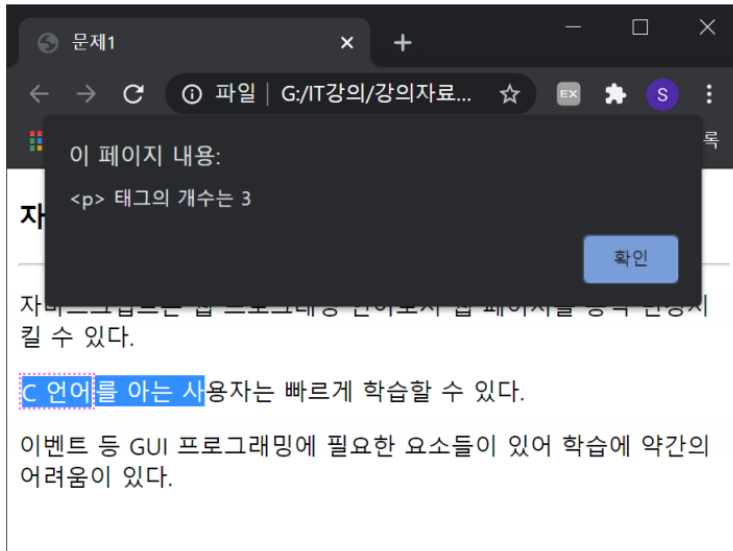 문제1
파일 G:/IT강의/강의자료...
EX
S
록
이 페이지 내용:
<p> 태그의 개수는 3
확인
자
킬 수 있다.
C 언어를 아는 사용자는 빠르게 학습할 수 있다.
이벤트 등 GUI 프로그래밍에 필요한 요소들이 있어 학습에 약간의
어려움이 있다.